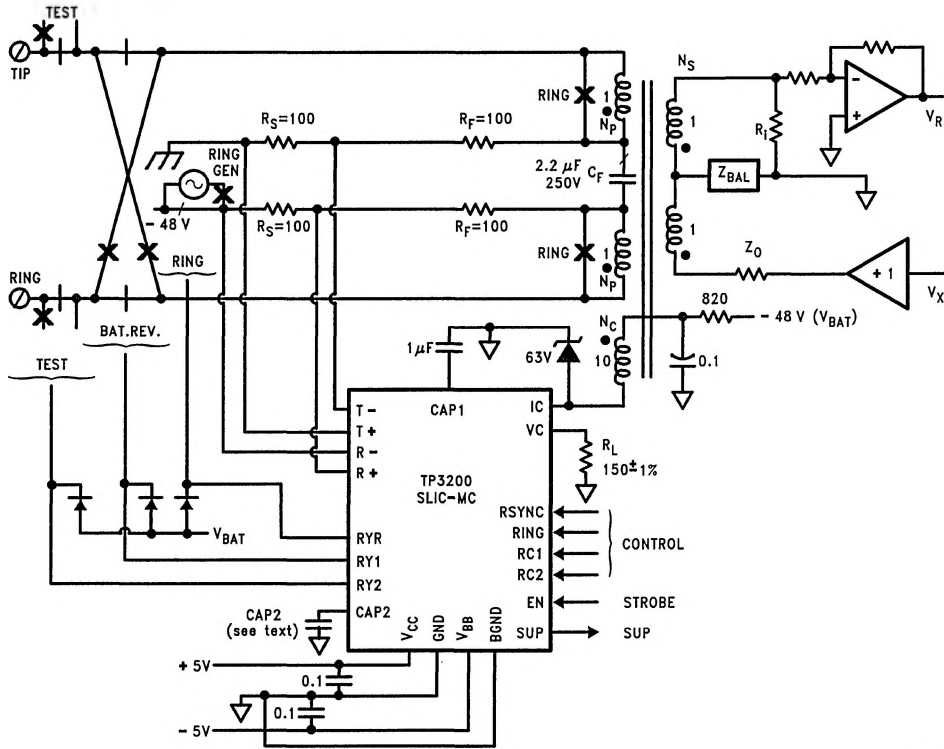 TEST
TIP
RING
1
N_P
N_S
1
R_i
V_R
R_S=100
R_F=100
RING GEN
2.2 μF
250V
C_F
Z_BAL
-48 V
R_S=100
R_F=100
RING
1
N_P
1
Z_O
+1
V_X
RING
RING
BAT.REV.
TEST
1μF
63V
N_C
10
820
-48 V (V_BAT)
0.1
CAP1
T-
T+
R-
R+
IC
VC
R_L
150±1%
TP3200
SLIC-MC
V_BAT
RYR
RY1
RY2
CAP2
RSYNC
RING
RC1
RC2
CONTROL
EN
STROBE
SUP
SUP
CAP2
(see text)
V_CC
GND
V_BB
BGND
+5V
0.1
0.1
-5V
-
+